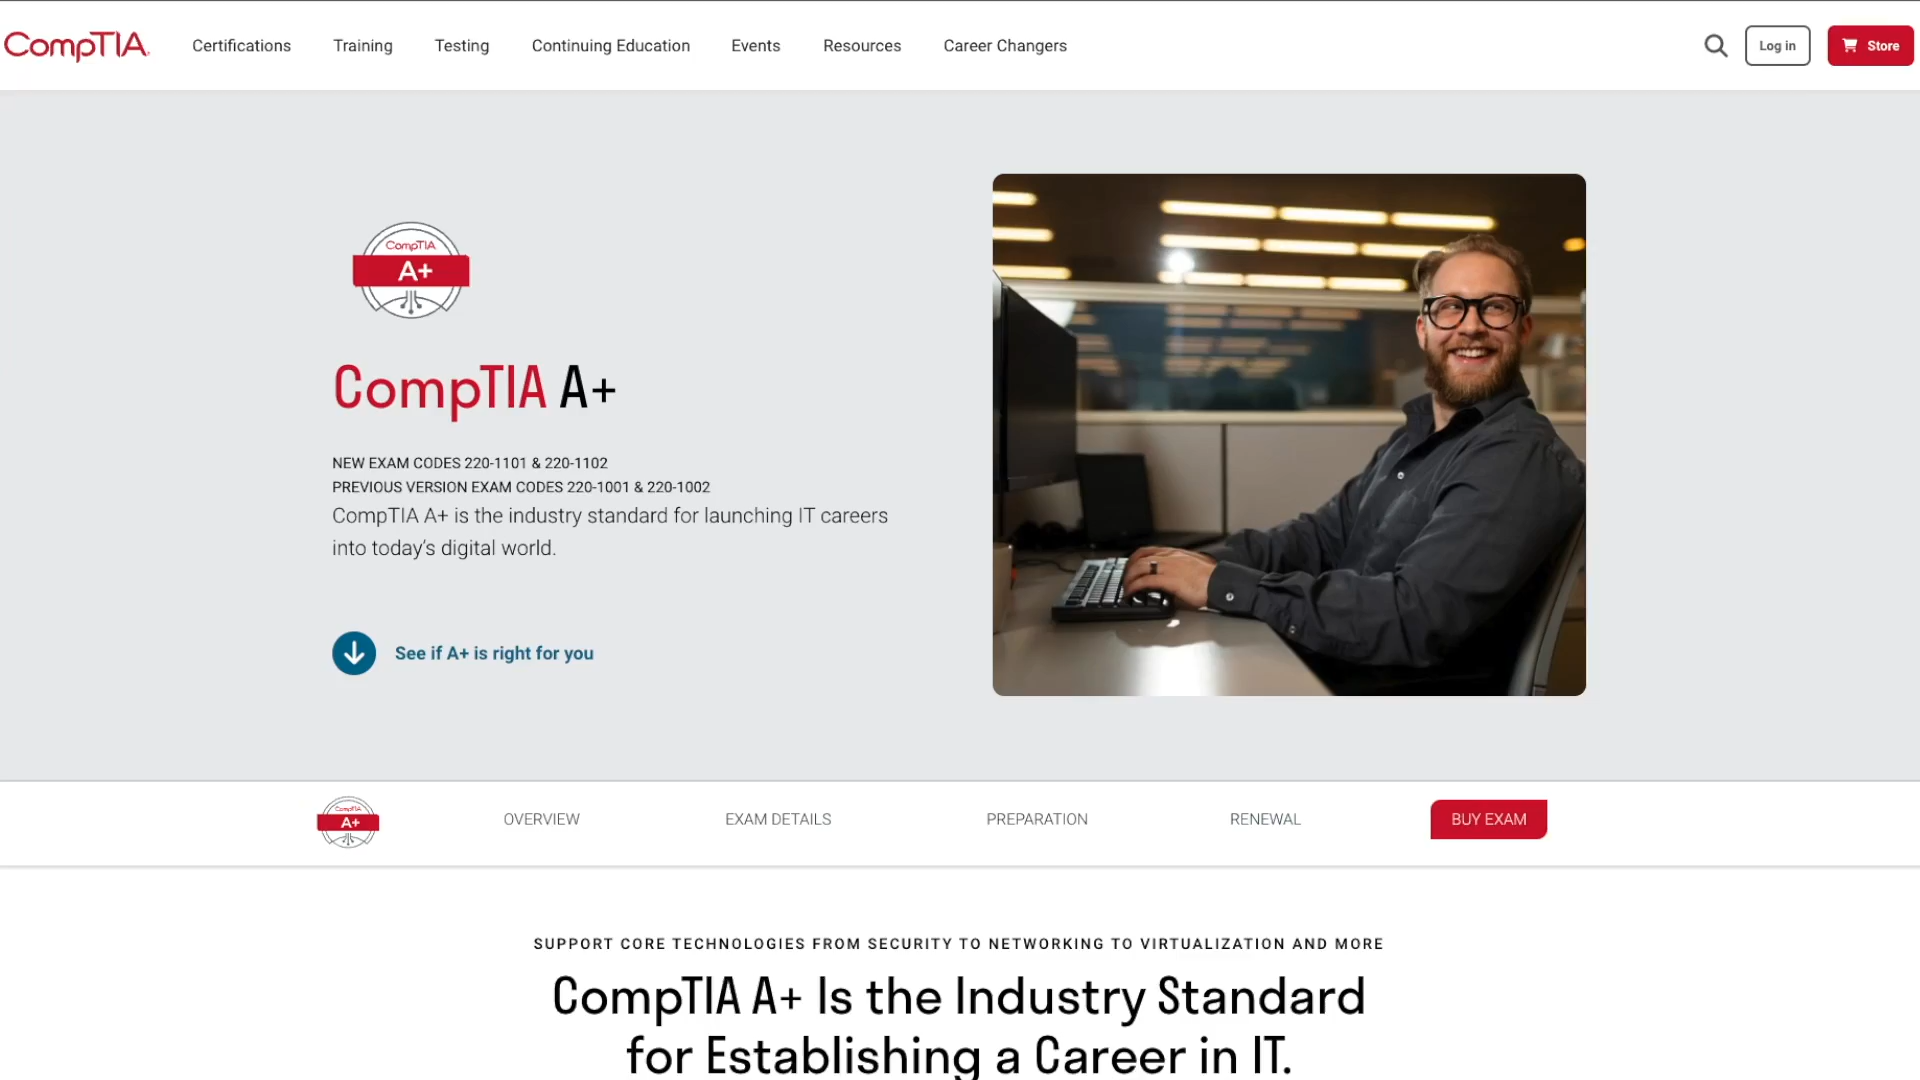 CompTIA.
Certifications
Training
Testing
Continuing Education
Events
Resources
Career Changers
Log in
Store
CompTIA
A+
CompTIA A+
NEW EXAM CODES 220-1101 & 220-1102
PREVIOUS VERSION EXAM CODES 220-1001 & 220-1002
CompTIA A+ is the industry standard for launching IT careers
into today’s digital world.
See if A+ is right for you
CompTIA
A+
OVERVIEW
EXAM DETAILS
PREPARATION
RENEWAL
BUY EXAM
SUPPORT CORE TECHNOLOGIES FROM SECURITY TO NETWORKING TO VIRTUALIZATION AND MORE
CompTIA A+ Is the Industry Standard
for Establishing a Career in IT.